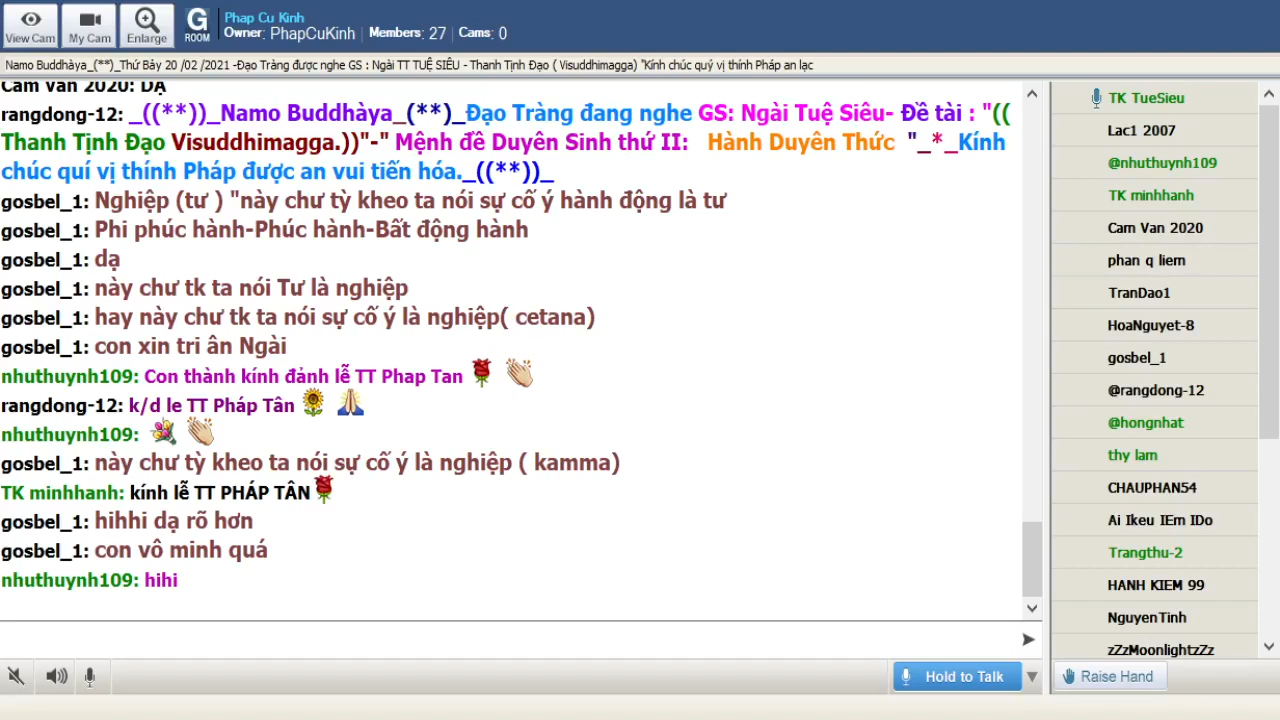 View Cam
My Cam
Enlarge
G
ROOM
Phap Cu Kinh
Owner: PhapCuKinh | Members: 27 | Cams: 0
Namo Buddhàya_(**)_Thứ Bảy 20 /02 /2021 -Đạo Tràng được nghe GS : Ngài TT TUỆ SIÊU - Thanh Tịnh Đạo ( Visuddhimagga) "Kính chúc quý vị thính Pháp an lạc
Cam Van 2020: DẠ
rangdong-12: _((**))_Namo Buddhàya_(**)_Đạo Tràng đang nghe GS: Ngài Tuệ Siêu- Đề tài : "((
Thanh Tịnh Đạo Visuddhimagga.))"-" Mệnh đề Duyên Sinh thứ II: Hành Duyên Thức "_*_Kính
chúc quí vị thính Pháp được an vui tiến hóa._((**))_
gosbel_1: Nghiệp (tư ) "này chư tỳ kheo ta nói sự cố ý hành động là tư
gosbel_1: Phi phúc hành-Phúc hành-Bất động hành
gosbel_1: dạ
gosbel_1: này chư tk ta nói Tư là nghiệp
gosbel_1: hay này chư tk ta nói sự cố ý là nghiệp( cetana)
gosbel_1: con xin tri ân Ngài
nhuthuynh109: Con thành kính đảnh lễ TT Phap Tan
rangdong-12: k/d le TT Pháp Tân
nhuthuynh109:
gosbel_1: này chư tỳ kheo ta nói sự cố ý là nghiệp ( kamma)
TK minhhanh: kính lễ TT PHÁP TÂN
gosbel_1: hihhi dạ rõ hơn
gosbel_1: con vô minh quá
nhuthuynh109: hihi
TK TueSieu
Lac1 2007
@nhuthuynh109
TK minhhanh
Cam Van 2020
phan q liem
TranDao1
HoaNguyet-8
gosbel_1
@rangdong-12
@hongnhat
thy lam
CHAUPHAN54
Ai Ikeu IEm IDo
Trangthu-2
HANH KIEM 99
NguyenTinh
zZzMoonlightzZz
Hold to Talk
Raise Hand